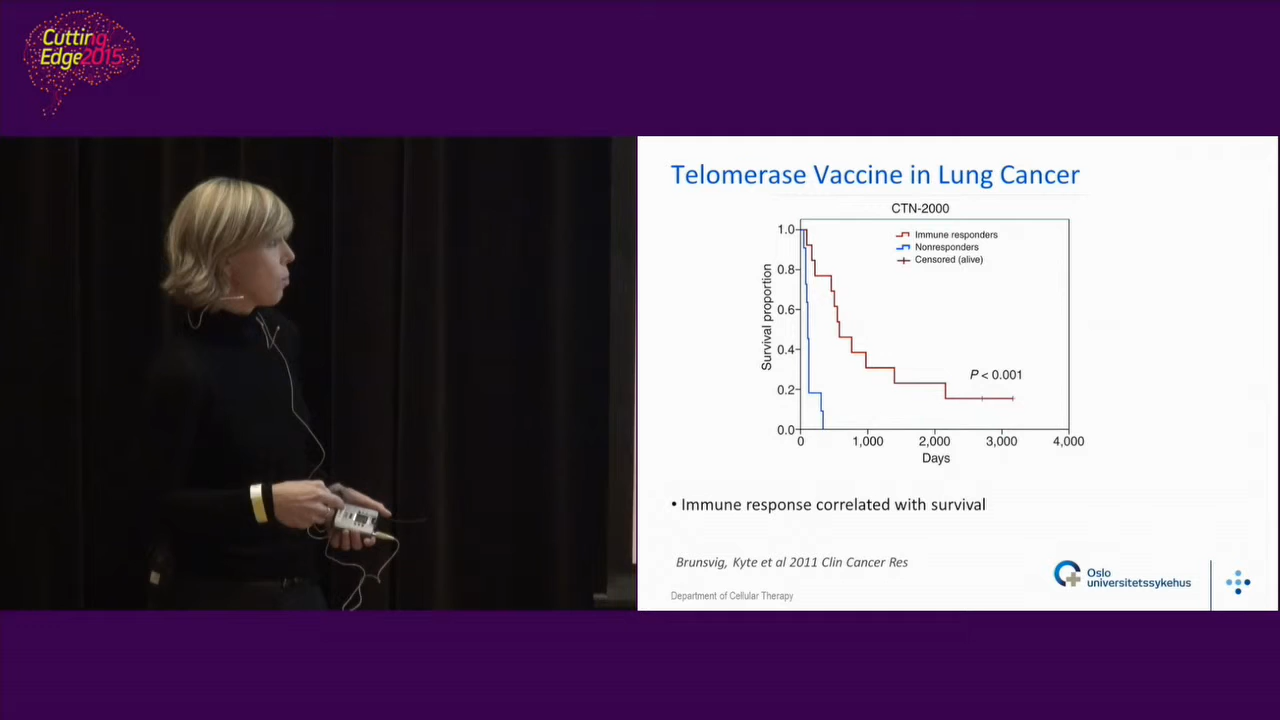 Cutting
Edge2015
Telomerase Vaccine in Lung Cancer
CTN-2000
Immune responders
Nonresponders
Censored (alive)
Survival proportion
1.0
0.8
0.6
0.4
0.2
0.0
P < 0.001
0 1,000 2,000 3,000 4,000
Days
• Immune response correlated with survival
Brunsvig, Kyte et al 2011 Clin Cancer Res
Oslo
universitetssykehus
Department of Cellular Therapy